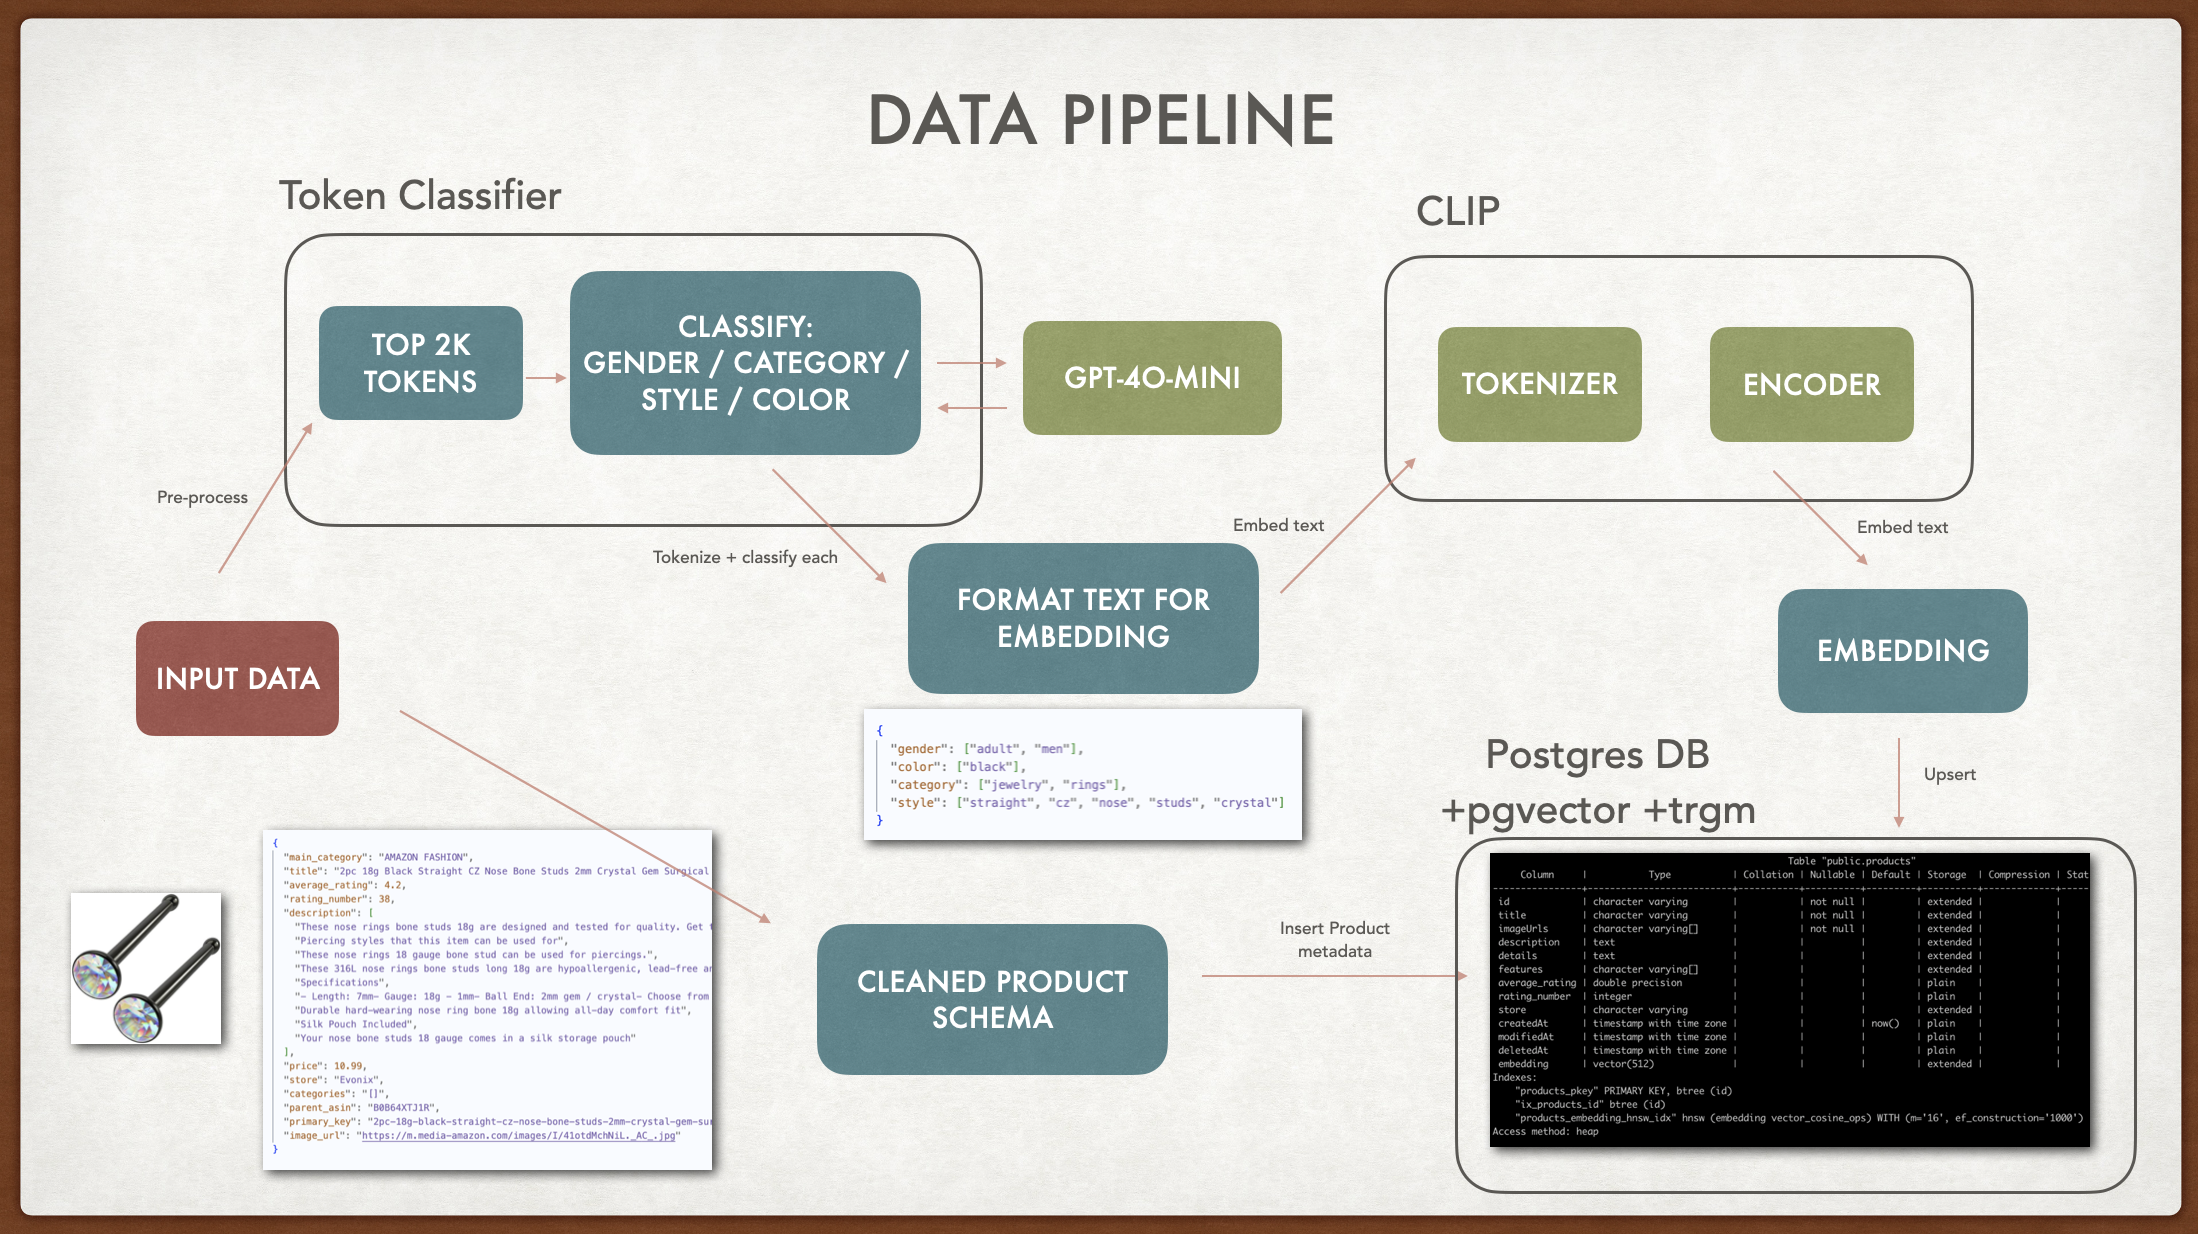 DATA PIPELINE
Token Classifier
CLIP
TOP 2K
TOKENS
CLASSIFY:
GENDER / CATEGORY /
STYLE / COLOR
GPT-4O-MINI
TOKENIZER
ENCODER
Pre-process
Tokenize + classify each
Embed text
Embed text
INPUT DATA
FORMAT TEXT FOR
EMBEDDING
EMBEDDING
{
"gender": ["adult", "men"],
"color": ["black"],
"category": ["jewelry", "rings"],
"style": ["straight", "cz", "nose", "studs", "crystal"]
}
Postgres DB
+pgvector +trgm
Upsert
{
"main_category": "AMAZON FASHION",
"title": "2pc 18g Black Straight CZ Nose Bone Studs 2mm Crystal Gem Surgical
"average_rating": 4.2,
"rating_number": 38,
"description": [
"These nose rings bone studs 18g are designed and tested for quality. Get
"Piercing styles that this item can be used for",
"These nose rings 18 gauge bone stud can be used for piercings.",
"These 316L nose rings bone studs long 18g are hypoallergenic, lead-free
"Specifications",
"- Length: 7mm- Gauge: 18g - 1mm- Ball End: 2mm gem / crystal- Choose from
"Durable hard-wearing nose ring bone 18g allowing all-day comfort fit",
"Silk Pouch Included",
"Your nose bone studs 18 gauge comes in a silk storage pouch"
],
"price": 10.99,
"store": "Evonix",
"categories": "[]",
"parent_asin": "B0B64XTJ1R",
"primary_key": "2pc-18g-black-straight-cz-nose-bone-studs-2mm-crystal-gem-sur
"image_url": "https://m.media-amazon.com/images/I/41otdMchNiL._AC_.jpg"
}
CLEANED PRODUCT
SCHEMA
Insert Product
metadata
Table "public.products"
Column | Type | Collation | Nullable | Default | Storage | Compression | Stat
id | character varying | | not null | | extended | |
title | character varying | | not null | | extended | |
imageUrls | character varying[] | | not null | | extended | |
description | text | | | | extended | |
details | text | | | | extended | |
features | character varying[] | | | | extended | |
average_rating | double precision | | | | plain | |
rating_number | integer | | | | plain | |
store | character varying | | | | extended | |
createdAt | timestamp with time zone | | | now() | plain | |
modifiedAt | timestamp with time zone | | | | plain | |
deletedAt | timestamp with time zone | | | | plain | |
embedding | vector(512) | | | | extended | |
Indexes:
"products_pkey" PRIMARY KEY, btree (id)
"ix_products_id" btree (id)
"products_embedding_hnsw_idx" hnsw (embedding vector_cosine_ops) WITH (m='16', ef_construction='1000')
Access method: heap